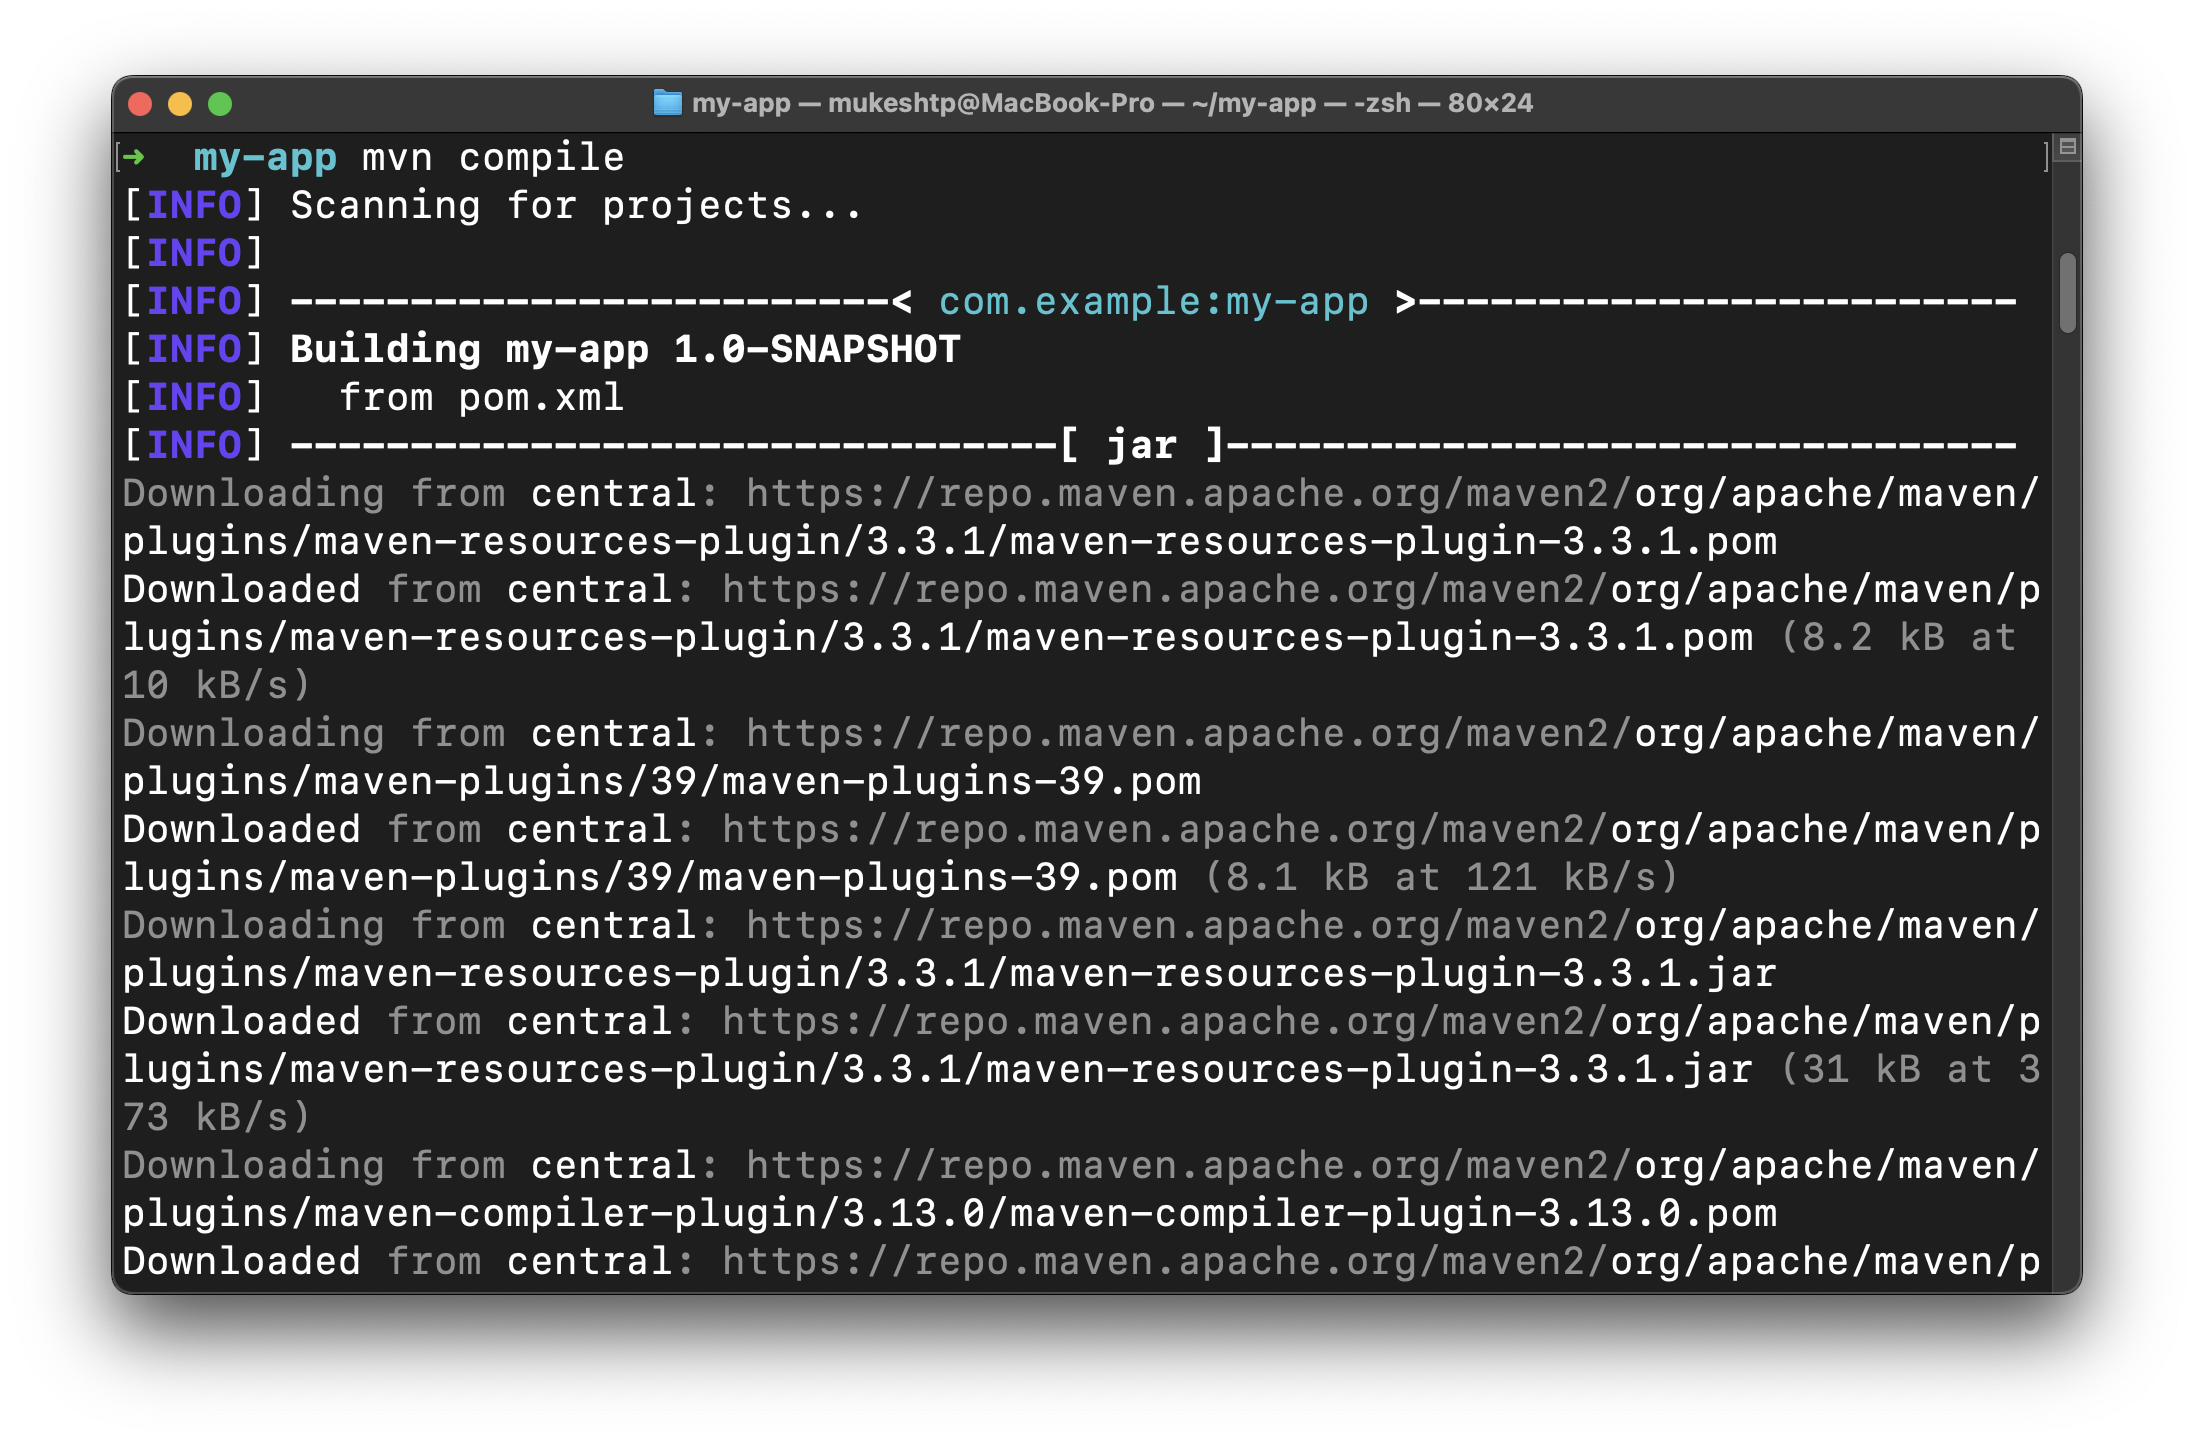 my-app — mukeshtp@MacBook-Pro — ~/my-app — -zsh — 80×24
[➜  my-app mvn compile ]
[INFO] Scanning for projects...
[INFO]
[INFO] -------------------------< com.example:my-app >-------------------------
[INFO] Building my-app 1.0-SNAPSHOT
[INFO]   from pom.xml
[INFO] --------------------------------[ jar ]---------------------------------
Downloading from central: https://repo.maven.apache.org/maven2/org/apache/maven/
plugins/maven-resources-plugin/3.3.1/maven-resources-plugin-3.3.1.pom
Downloaded from central: https://repo.maven.apache.org/maven2/org/apache/maven/p
lugins/maven-resources-plugin/3.3.1/maven-resources-plugin-3.3.1.pom (8.2 kB at
10 kB/s)
Downloading from central: https://repo.maven.apache.org/maven2/org/apache/maven/
plugins/maven-plugins/39/maven-plugins-39.pom
Downloaded from central: https://repo.maven.apache.org/maven2/org/apache/maven/p
lugins/maven-plugins/39/maven-plugins-39.pom (8.1 kB at 121 kB/s)
Downloading from central: https://repo.maven.apache.org/maven2/org/apache/maven/
plugins/maven-resources-plugin/3.3.1/maven-resources-plugin-3.3.1.jar
Downloaded from central: https://repo.maven.apache.org/maven2/org/apache/maven/p
lugins/maven-resources-plugin/3.3.1/maven-resources-plugin-3.3.1.jar (31 kB at 3
73 kB/s)
Downloading from central: https://repo.maven.apache.org/maven2/org/apache/maven/
plugins/maven-compiler-plugin/3.13.0/maven-compiler-plugin-3.13.0.pom
Downloaded from central: https://repo.maven.apache.org/maven2/org/apache/maven/p